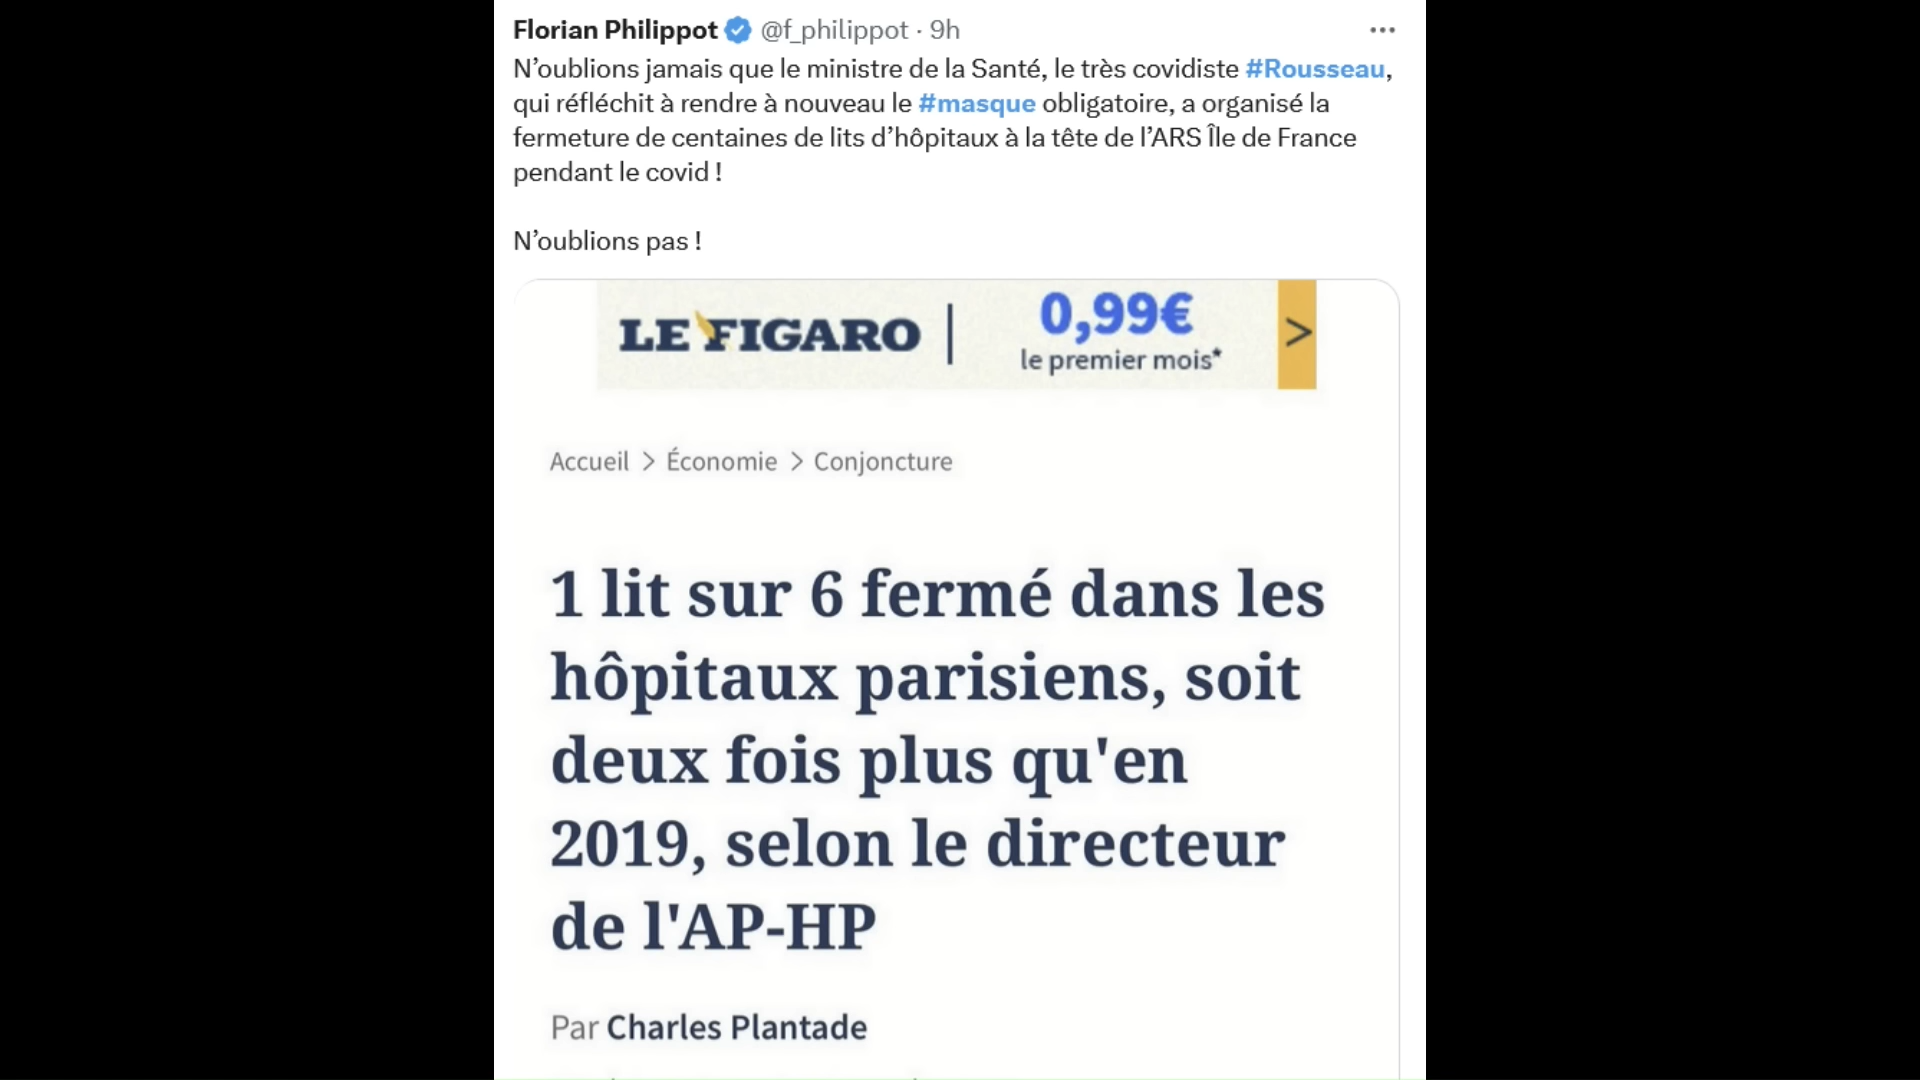 Florian Philippot @f_philippot · 9h
N’oublions jamais que le ministre de la Santé, le très covidiste #Rousseau,
qui réfléchit à rendre à nouveau le #masque obligatoire, a organisé la
fermeture de centaines de lits d’hôpitaux à la tête de l’ARS Île de France
pendant le covid !
N’oublions pas !
LE FIGARO
0,99€
le premier mois*
Accueil > Économie > Conjoncture
1 lit sur 6 fermé dans les
hôpitaux parisiens, soit
deux fois plus qu'en
2019, selon le directeur
de l'AP-HP
Par Charles Plantade